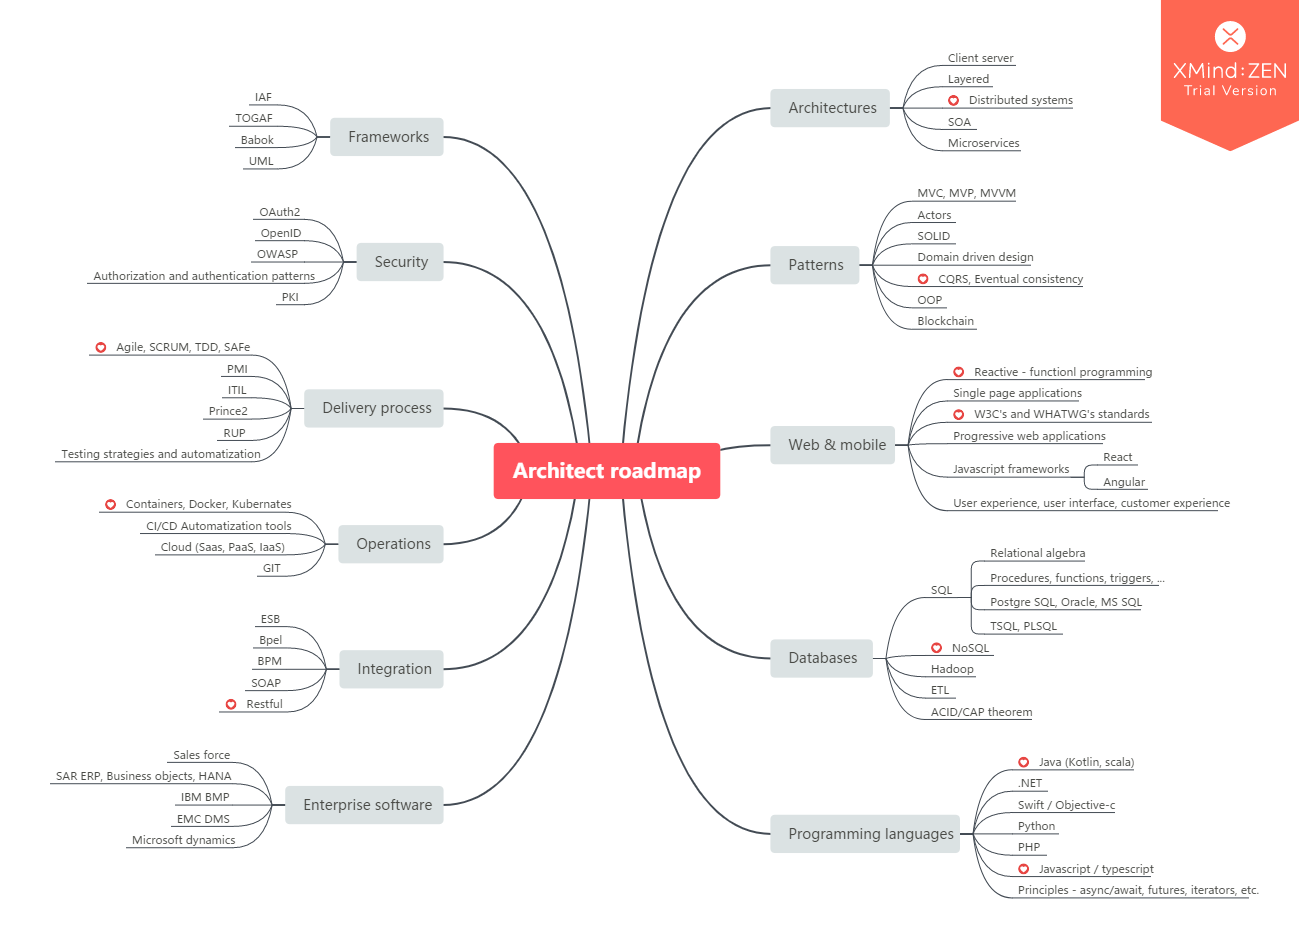 XMind:ZEN
Trial Version
Architect roadmap
Frameworks
IAF
TOGAF
Babok
UML
Security
OAuth2
OpenID
OWASP
Authorization and authentication patterns
PKI
Delivery process
Agile, SCRUM, TDD, SAFe
PMI
ITIL
Prince2
RUP
Testing strategies and automatization
Operations
Containers, Docker, Kubernetes
CI/CD Automatization tools
Cloud (Saas, PaaS, IaaS)
GIT
Integration
ESB
Bpel
BPM
SOAP
Restful
Enterprise software
Sales force
SAR ERP, Business objects, HANA
IBM BMP
EMC DMS
Microsoft dynamics
Architectures
Client server
Layered
Distributed systems
SOA
Microservices
Patterns
MVC, MVP, MVVM
Actors
SOLID
Domain driven design
CQRS, Eventual consistency
OOP
Blockchain
Web & mobile
Reactive - functionl programming
Single page applications
W3C's and WHATWG's standards
Progressive web applications
Javascript frameworks
React
Angular
User experience, user interface, customer experience
Databases
SQL
Relational algebra
Procedures, functions, triggers, ...
Postgre SQL, Oracle, MS SQL
TSQL, PLSQL
NoSQL
Hadoop
ETL
ACID/CAP theorem
Programming languages
Java (Kotlin, scala)
.NET
Swift / Objective-c
Python
PHP
Javascript / typescript
Principles - async/await, futures, iterators, etc.